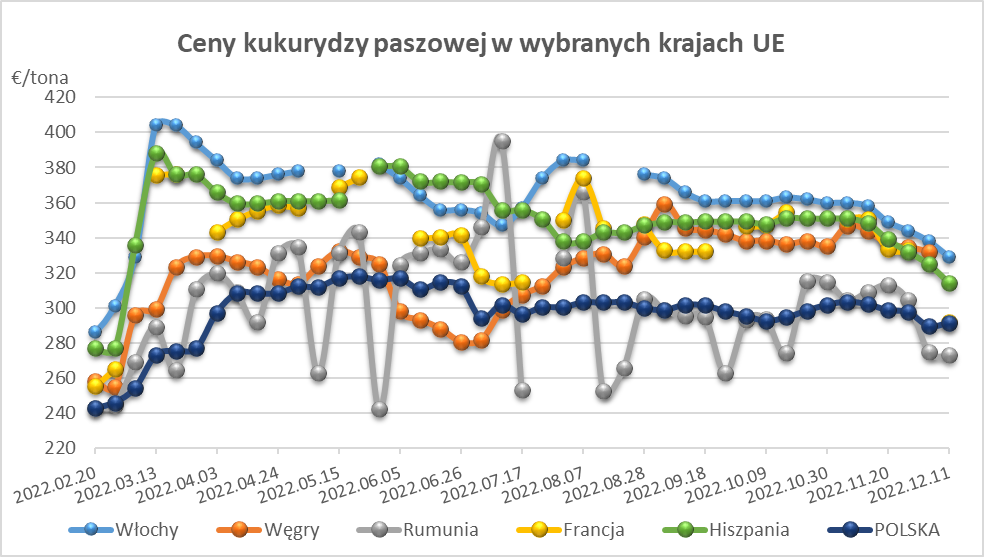 Ceny kukurydzy paszowej w wybranych krajach UE
€/tona
420
400
380
360
340
320
300
280
260
240
220
2022.02.20 2022.03.13 2022.04.03 2022.04.24 2022.05.15 2022.06.05 2022.06.26 2022.07.17 2022.08.07 2022.08.28 2022.09.18 2022.10.09 2022.10.30 2022.11.20 2022.12.11
Włochy Węgry Rumunia Francja Hiszpania POLSKA